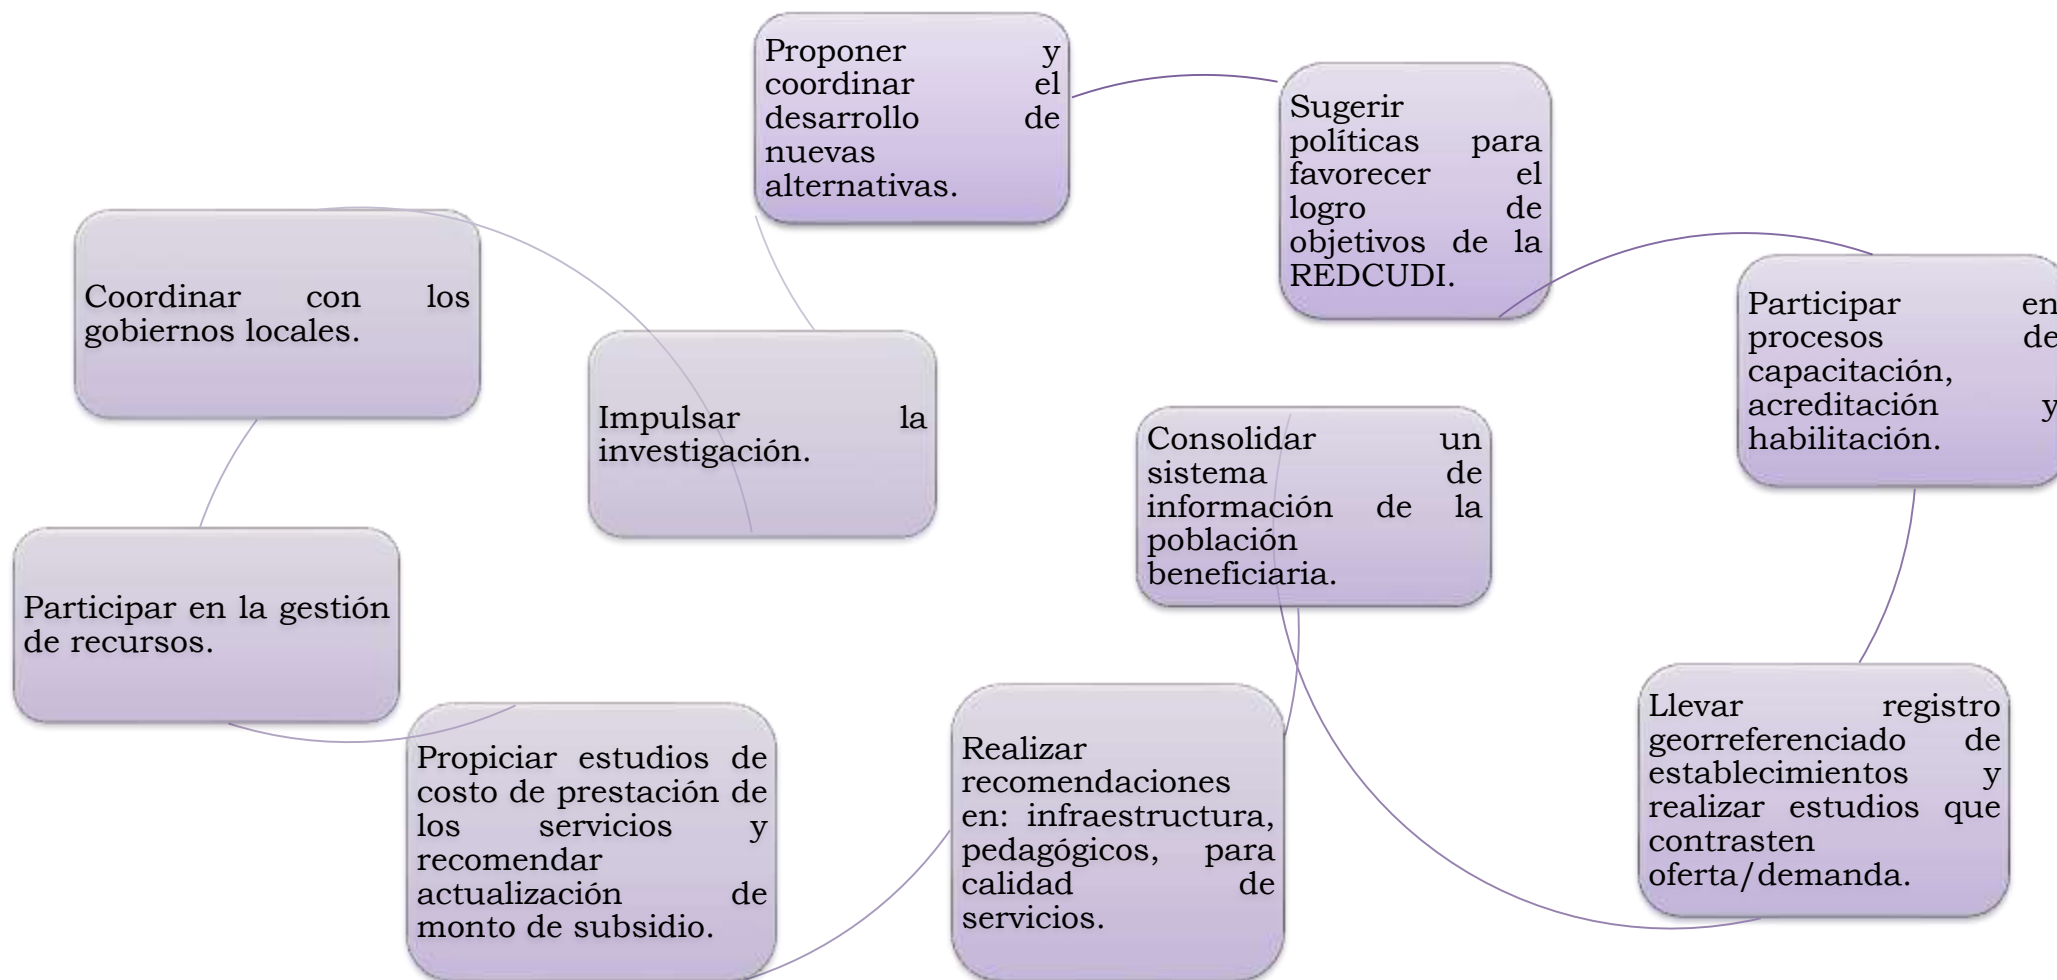 Proponer y
coordinar el
desarrollo de
nuevas
alternativas.
Sugerir
políticas para
favorecer el
logro de
objetivos de la
REDCUDI.
Participar en
procesos de
capacitación,
acreditación y
habilitación.
Llevar registro
georreferenciado de
establecimientos y
realizar estudios que
contrasten
oferta/demanda.
Consolidar un
sistema de
información de la
población
beneficiaria.
Realizar
recomendaciones
en: infraestructura,
pedagógicos, para
calidad de
servicios.
Propiciar estudios de
costo de prestación de
los servicios y
recomendar
actualización de
monto de subsidio.
Participar en la gestión
de recursos.
Coordinar con los
gobiernos locales.
Impulsar la
investigación.